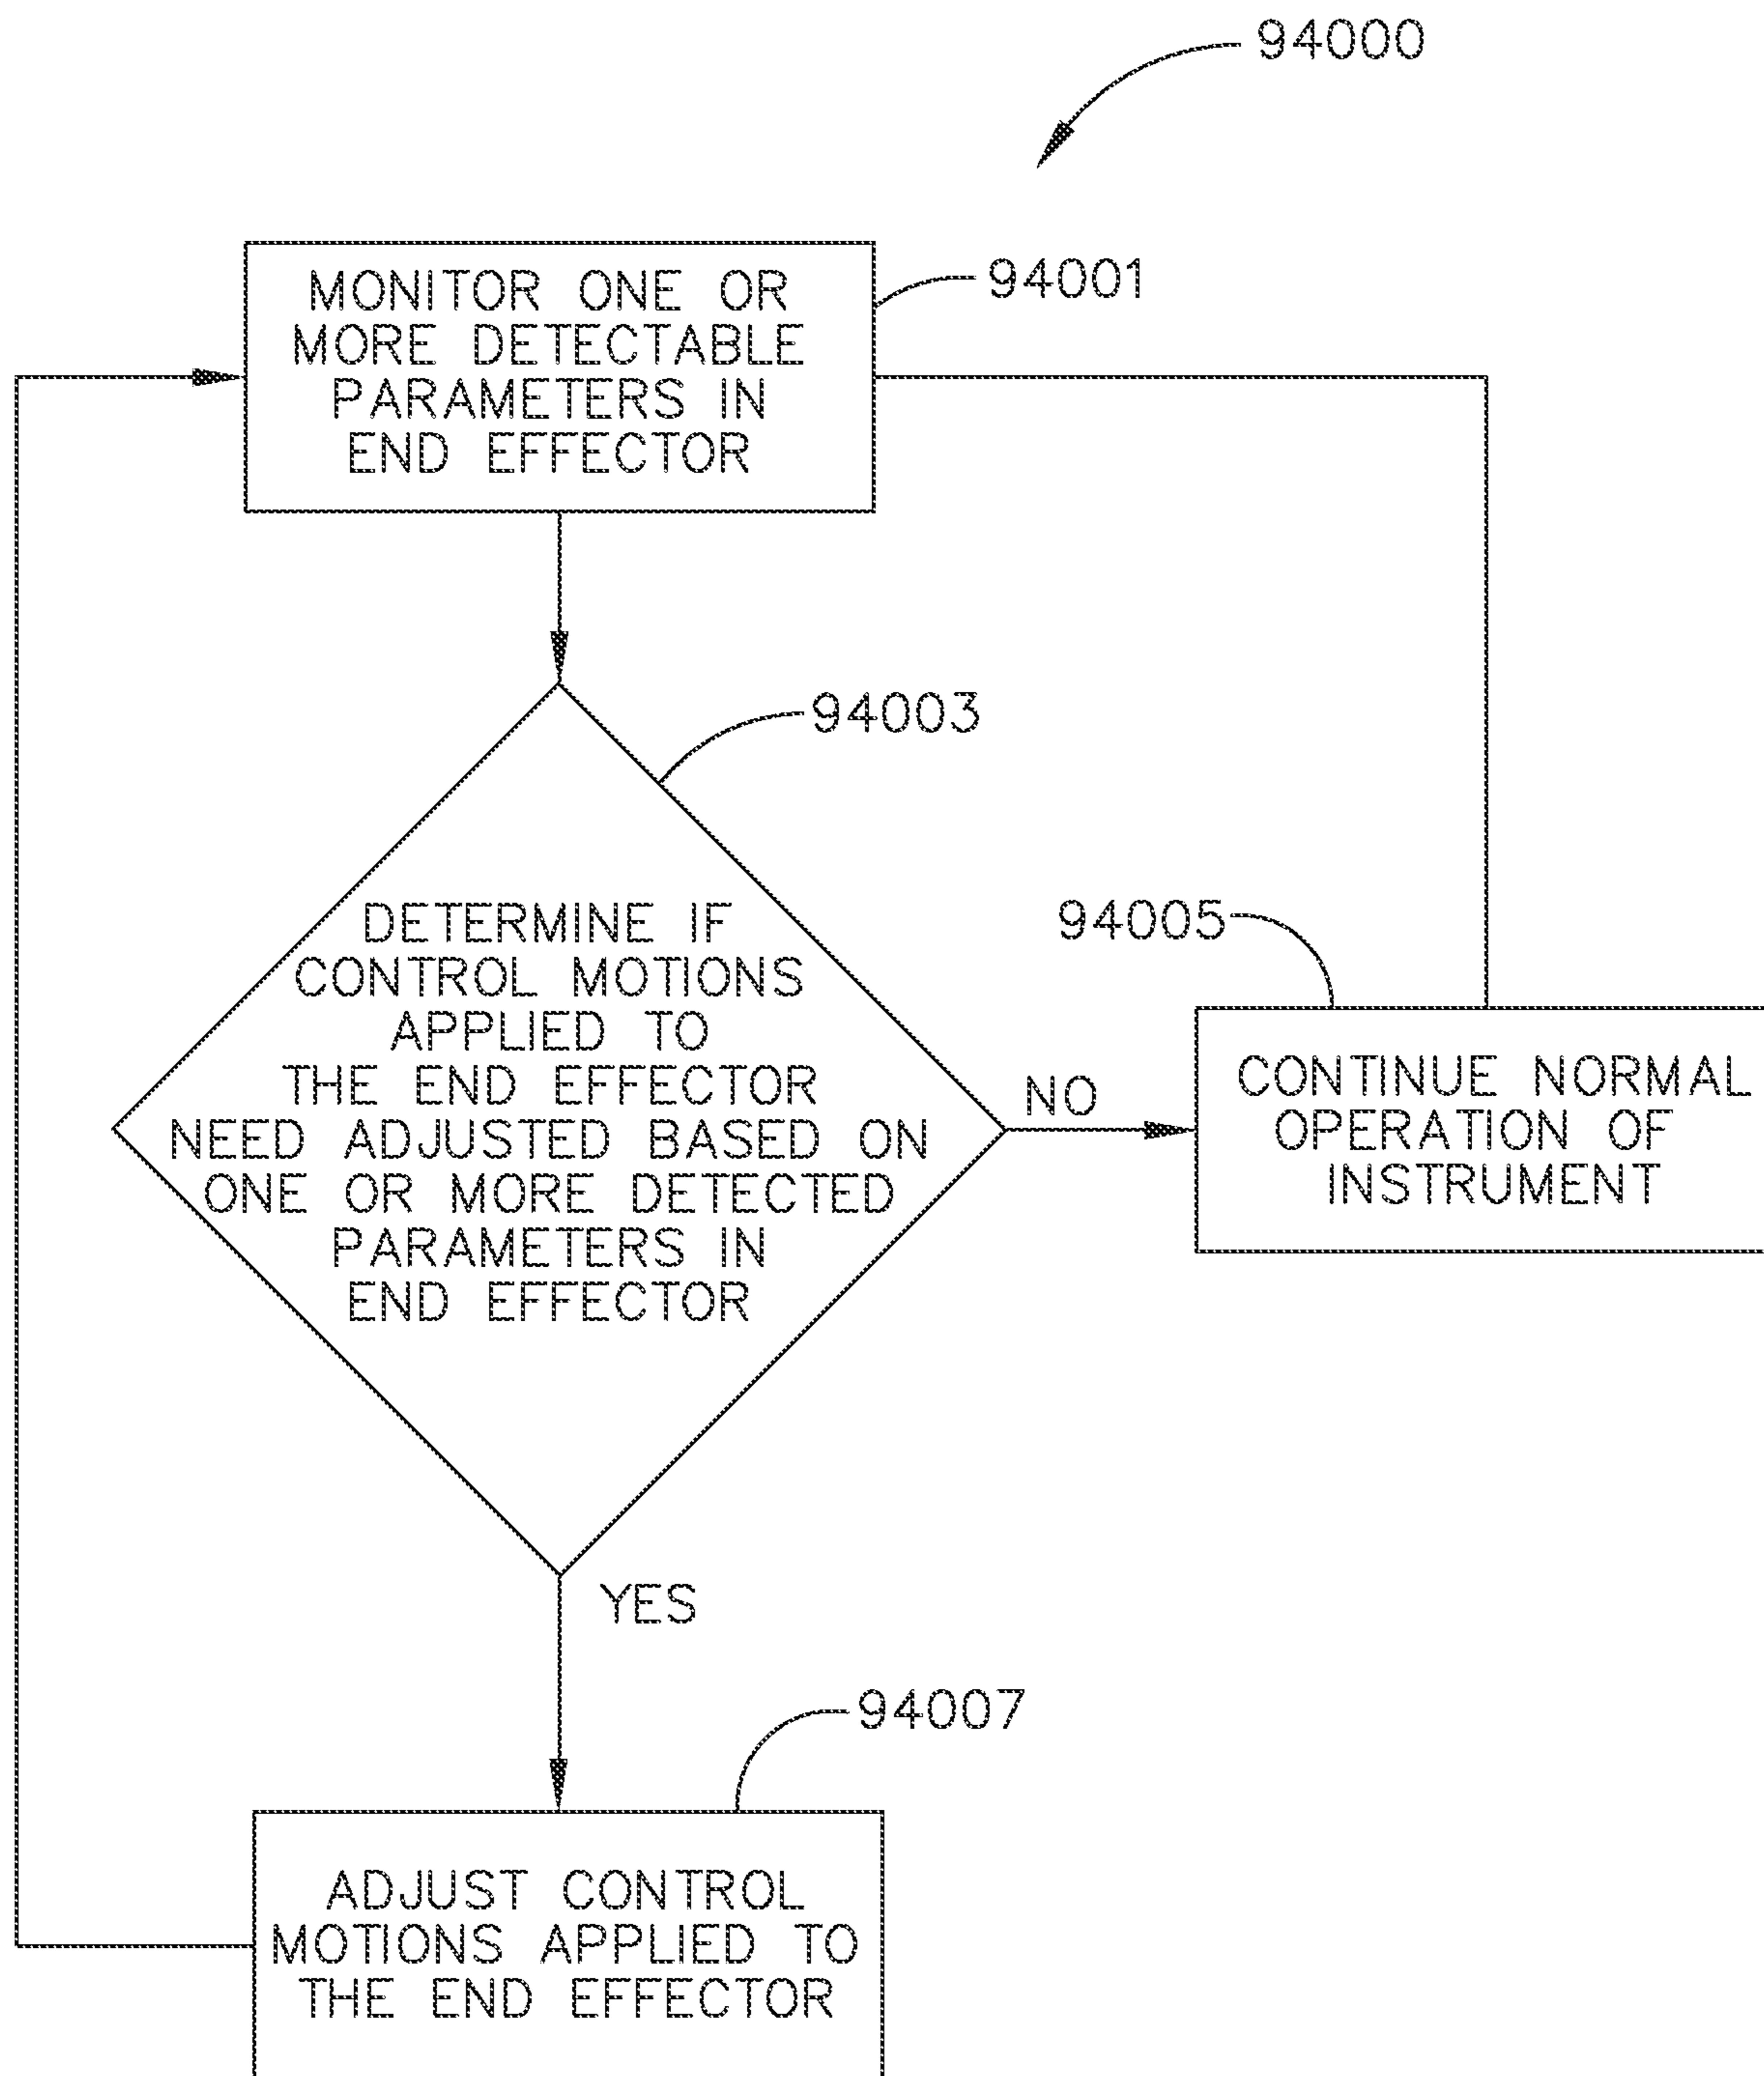 94000
MONITOR ONE OR
MORE DETECTABLE
PARAMETERS IN
END EFFECTOR
94001
94003
DETERMINE IF
CONTROL MOTIONS
APPLIED TO
THE END EFFECTOR
NEED ADJUSTED BASED ON
ONE OR MORE DETECTED
PARAMETERS IN
END EFFECTOR
NO
94005
CONTINUE NORMAL
OPERATION OF
INSTRUMENT
YES
94007
ADJUST CONTROL
MOTIONS APPLIED TO
THE END EFFECTOR